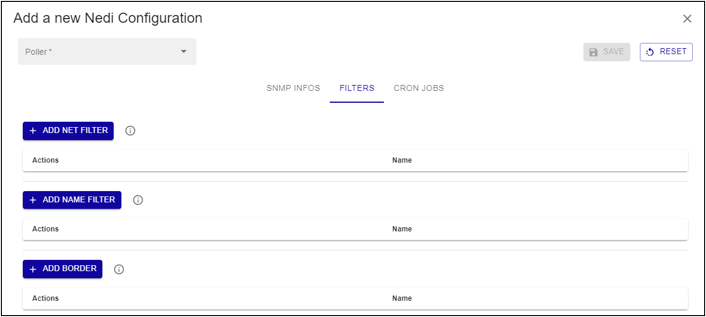 Add a new Nedi Configuration
Poller *
SAVE
RESET
SNMP INFOS
FILTERS
CRON JOBS
ADD NET FILTER
Actions Name
ADD NAME FILTER
Actions Name
ADD BORDER
Actions Name